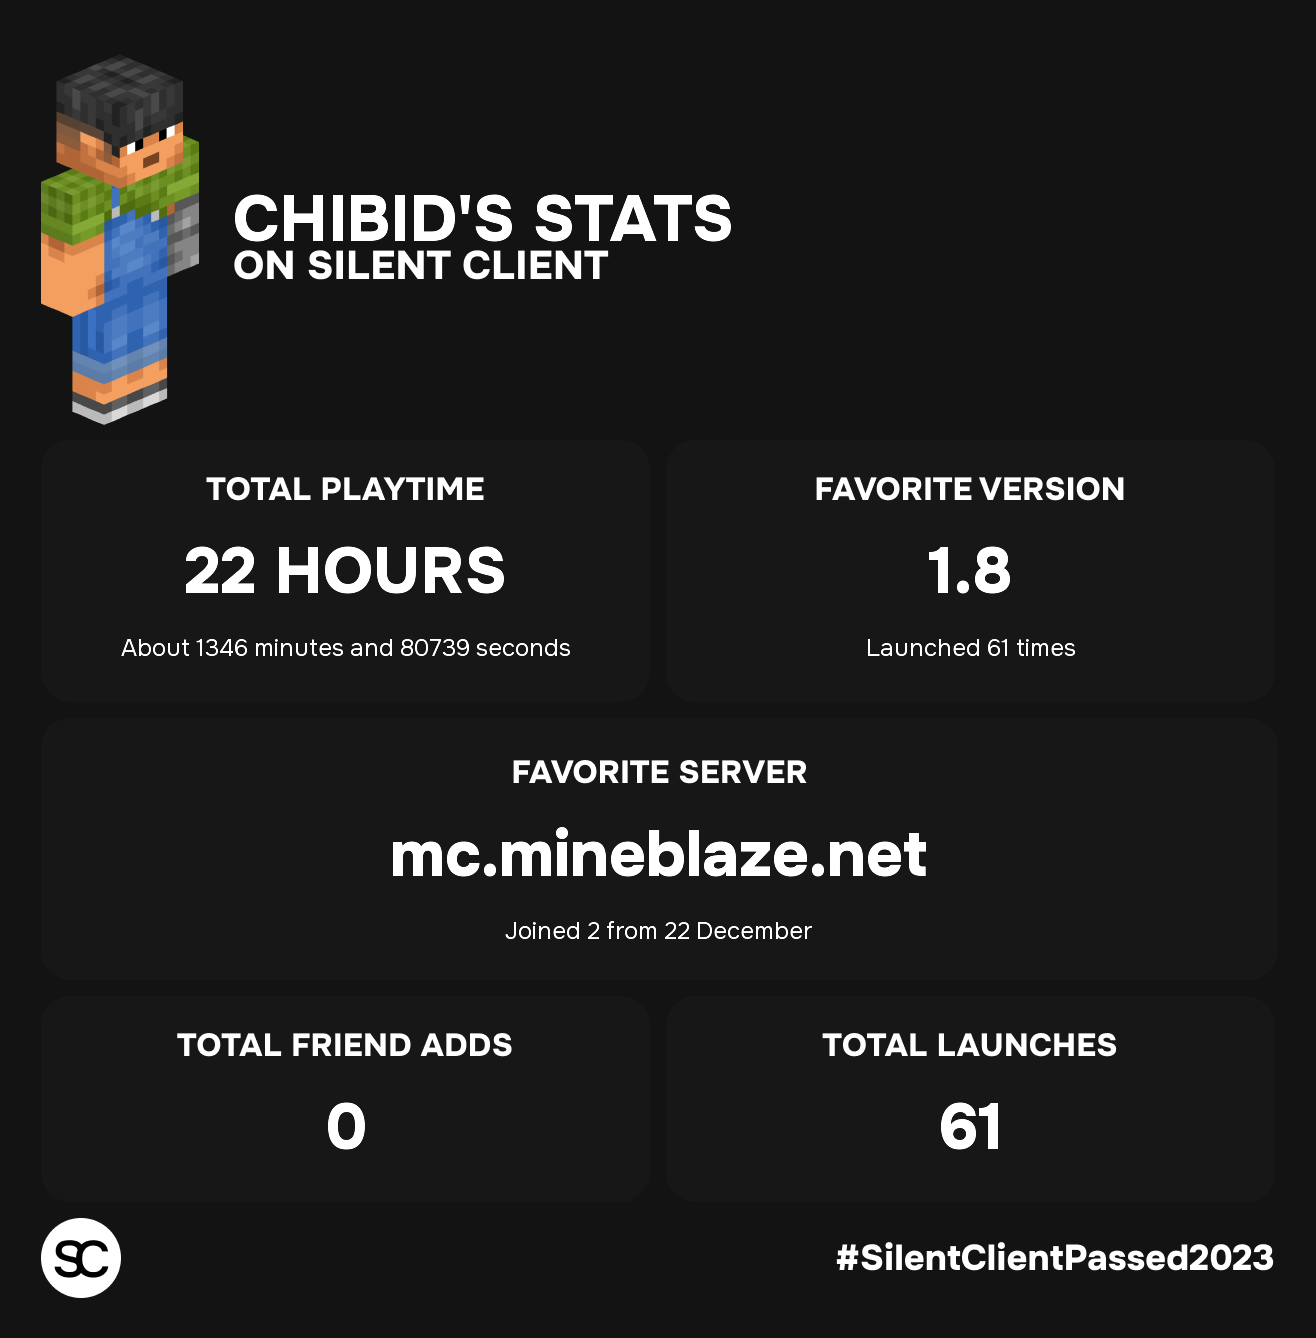 CHIBID'S STATS
ON SILENT CLIENT
TOTAL PLAYTIME
22 HOURS
About 1346 minutes and 80739 seconds
FAVORITE VERSION
1.8
Launched 61 times
FAVORITE SERVER
mc.mineblaze.net
Joined 2 from 22 December
TOTAL FRIEND ADDS
0
TOTAL LAUNCHES
61
SC
#SilentClientPassed2023